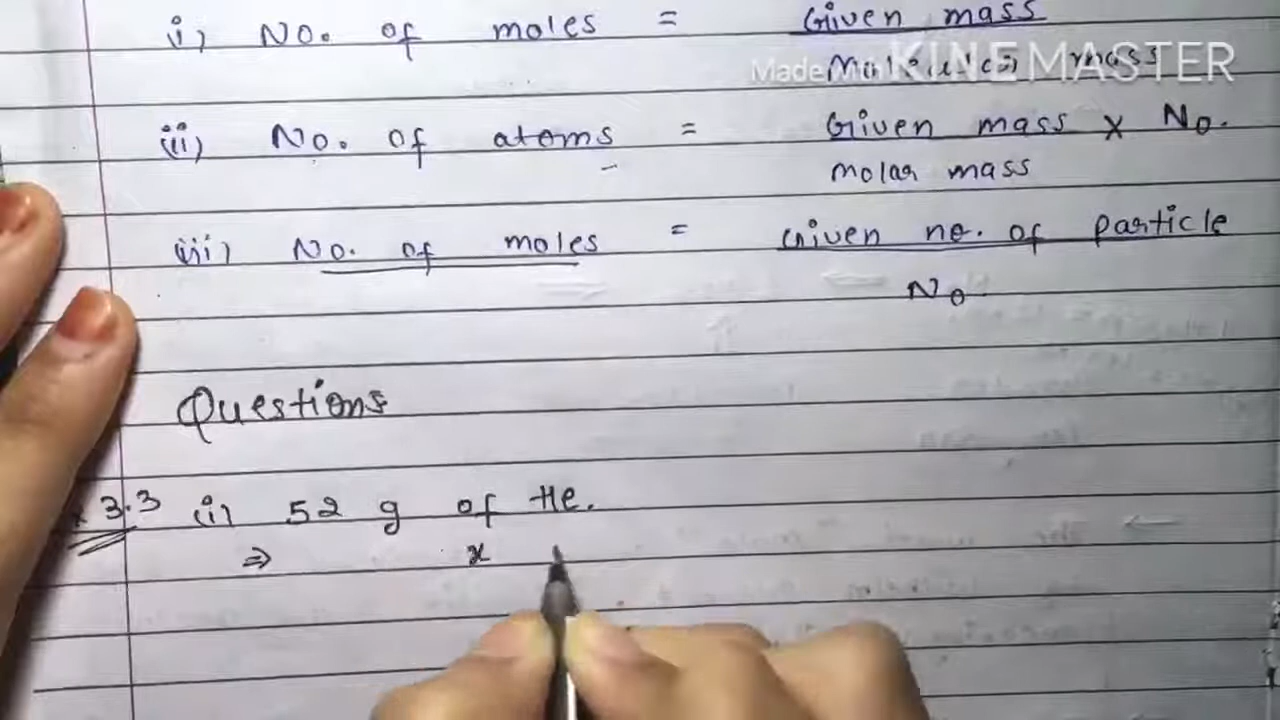 i) No. of moles = Given mass
Molecular mass
Made with KINEMASTER
(ii) No. of atoms = Given mass x No.
molar mass
(iii) No. of moles = Given no. of particle
No
Questions
3.3 (i) 52 g of He.
⇒ x